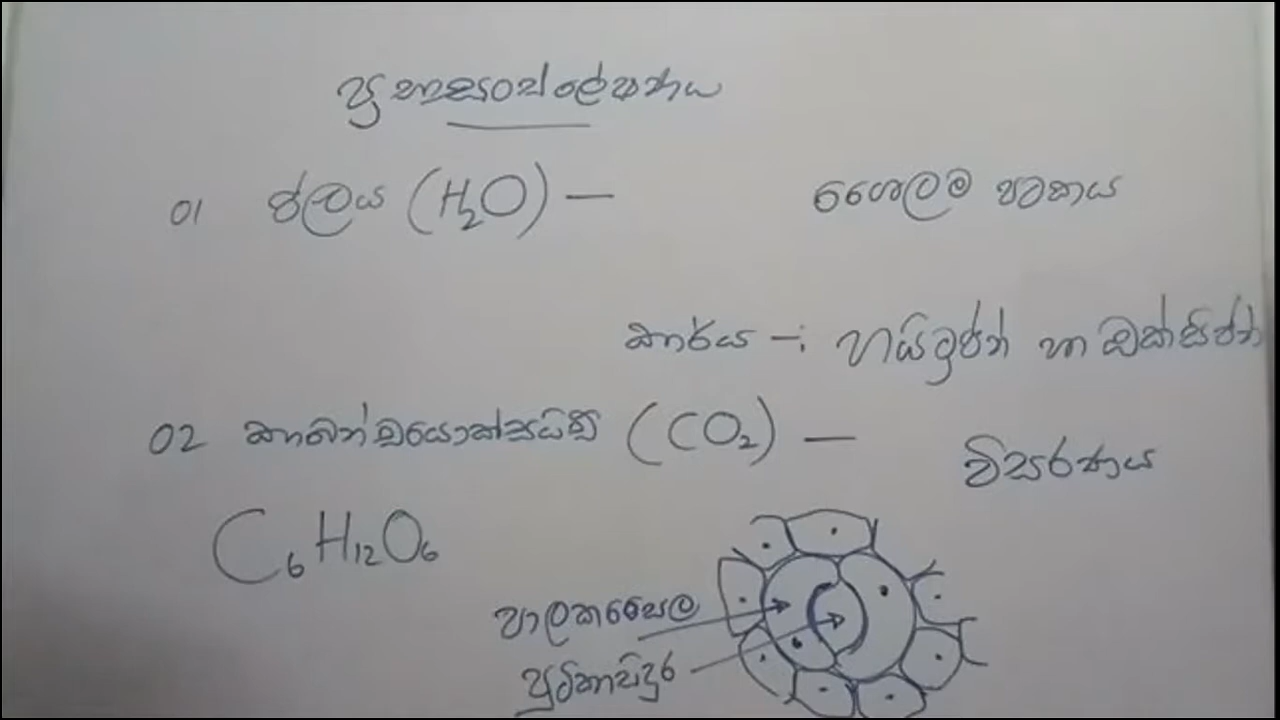 ප්‍රභාසංස්ලේෂණය
01 ජලය (H₂O) — ශෛලම පටකය
කාර්ය –: හයිඩ්‍රජන් හා ඔක්සිජන්
02 කාබන්ඩයොක්සයිඩ් (CO₂) — විසරණය
C₆H₁₂O₆
පාලකසෛල
පුටිකාසිදුර